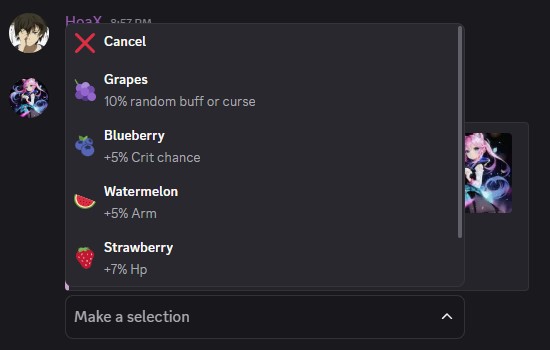 HoaX 8:57 PM
Cancel
Grapes
10% random buff or curse
Blueberry
+5% Crit chance
Watermelon
+5% Arm
Strawberry
+7% Hp
Make a selection